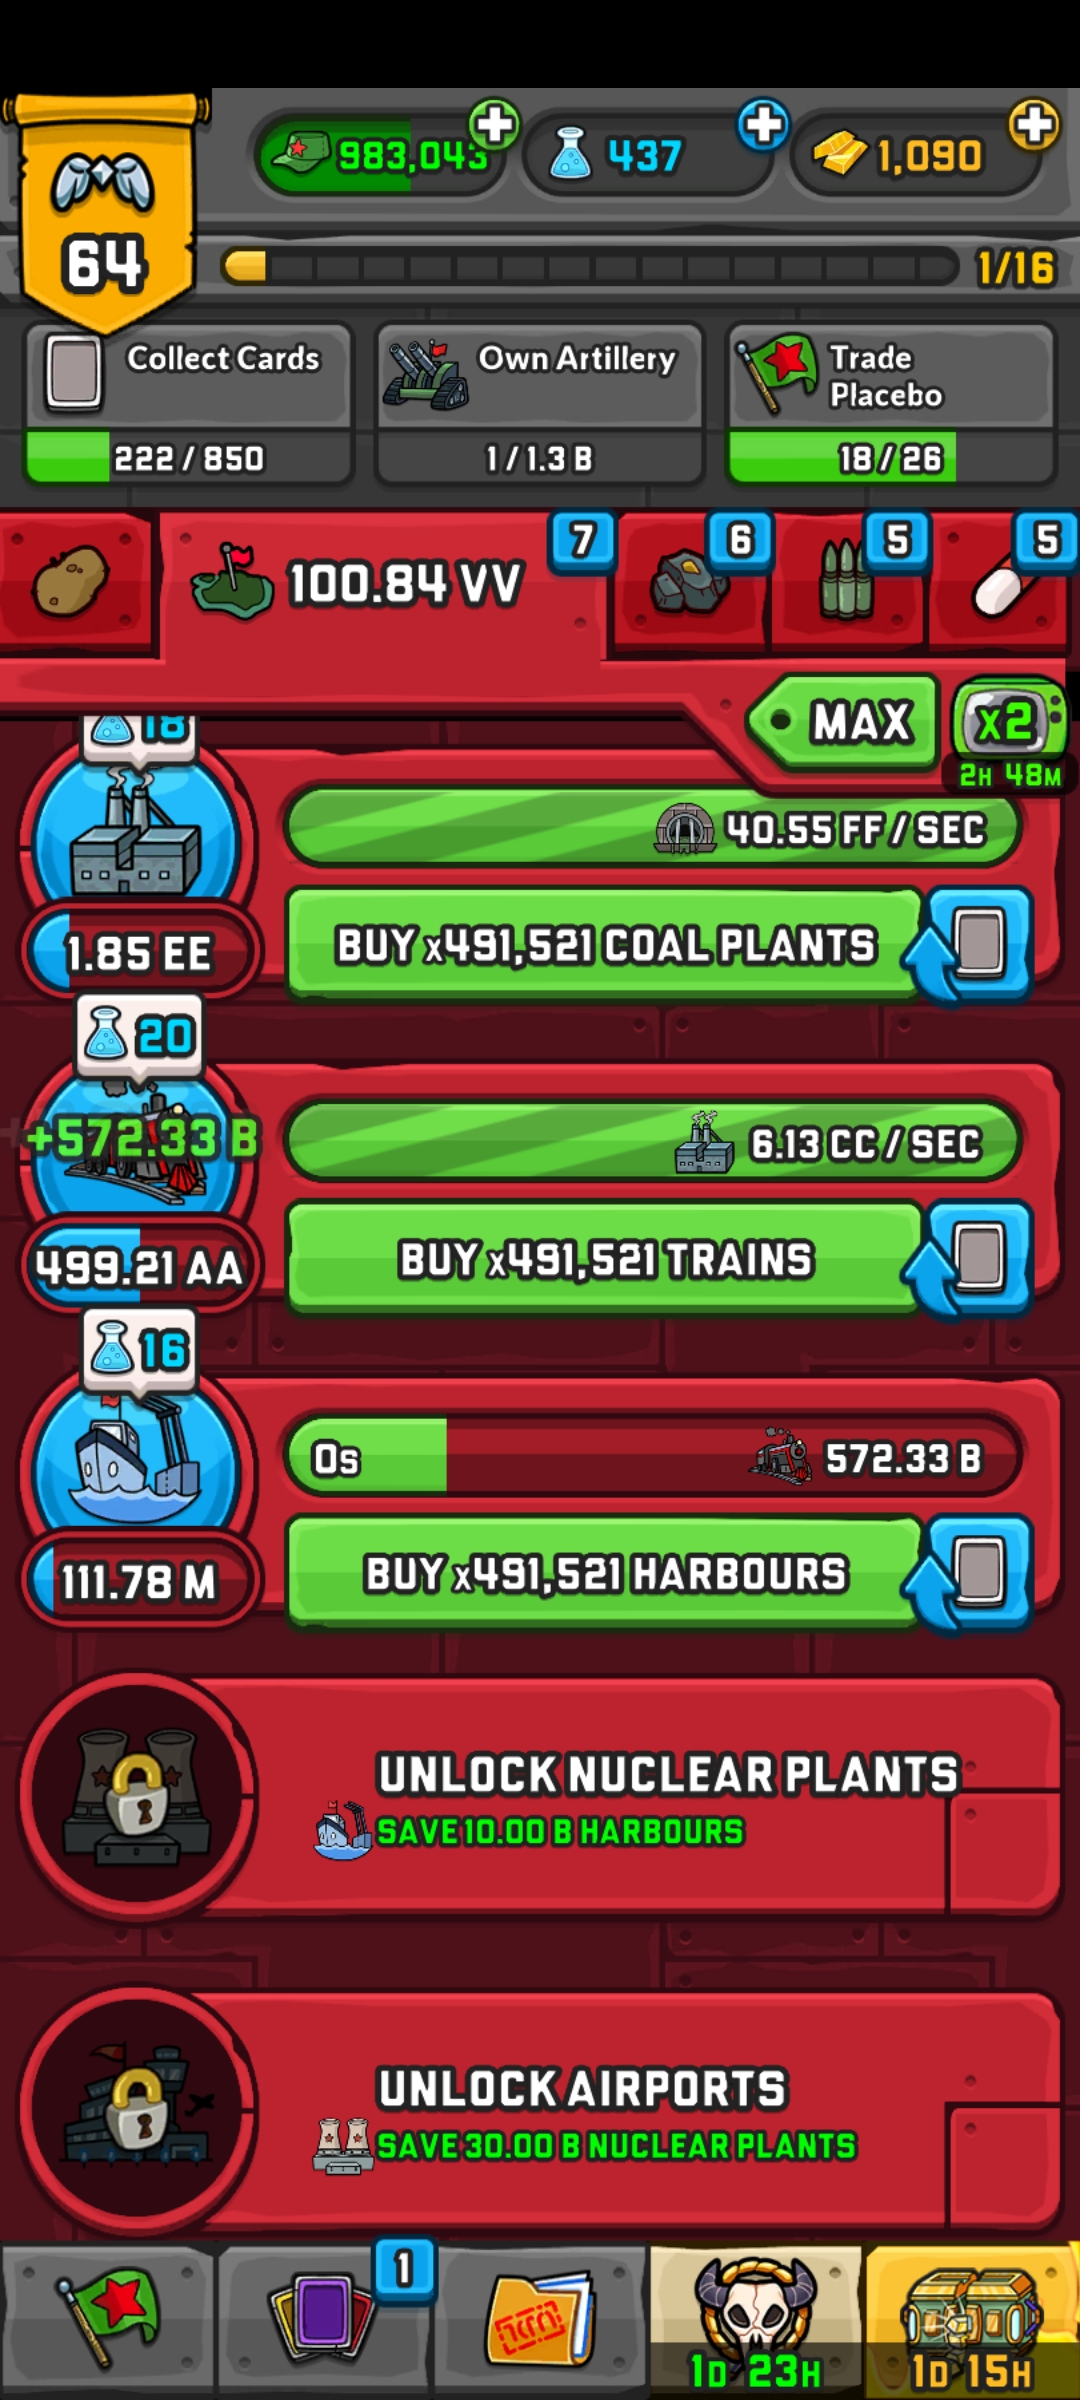 64
983,043
437
1,090
1/16
Collect Cards
222 / 850
Own Artillery
1 / 1.3 B
Trade
Placebo
18 / 26
100.84 VV
7
6
5
5
MAX
x2
2H 48M
18
40.55 FF / SEC
1.85 EE
BUY x491,521 COAL PLANTS
20
+572.33 B
6.13 CC / SEC
499.21 AA
BUY x491,521 TRAINS
16
0s
572.33 B
111.78 M
BUY x491,521 HARBOURS
UNLOCK NUCLEAR PLANTS
SAVE 10.00 B HARBOURS
UNLOCK AIRPORTS
SAVE 30.00 B NUCLEAR PLANTS
1
1D 23H
1D 15H